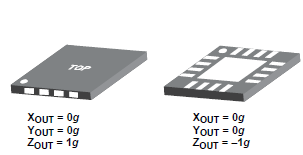 TOP
XOUT = 0g
YOUT = 0g
ZOUT = 1g
XOUT = 0g
YOUT = 0g
ZOUT = –1g